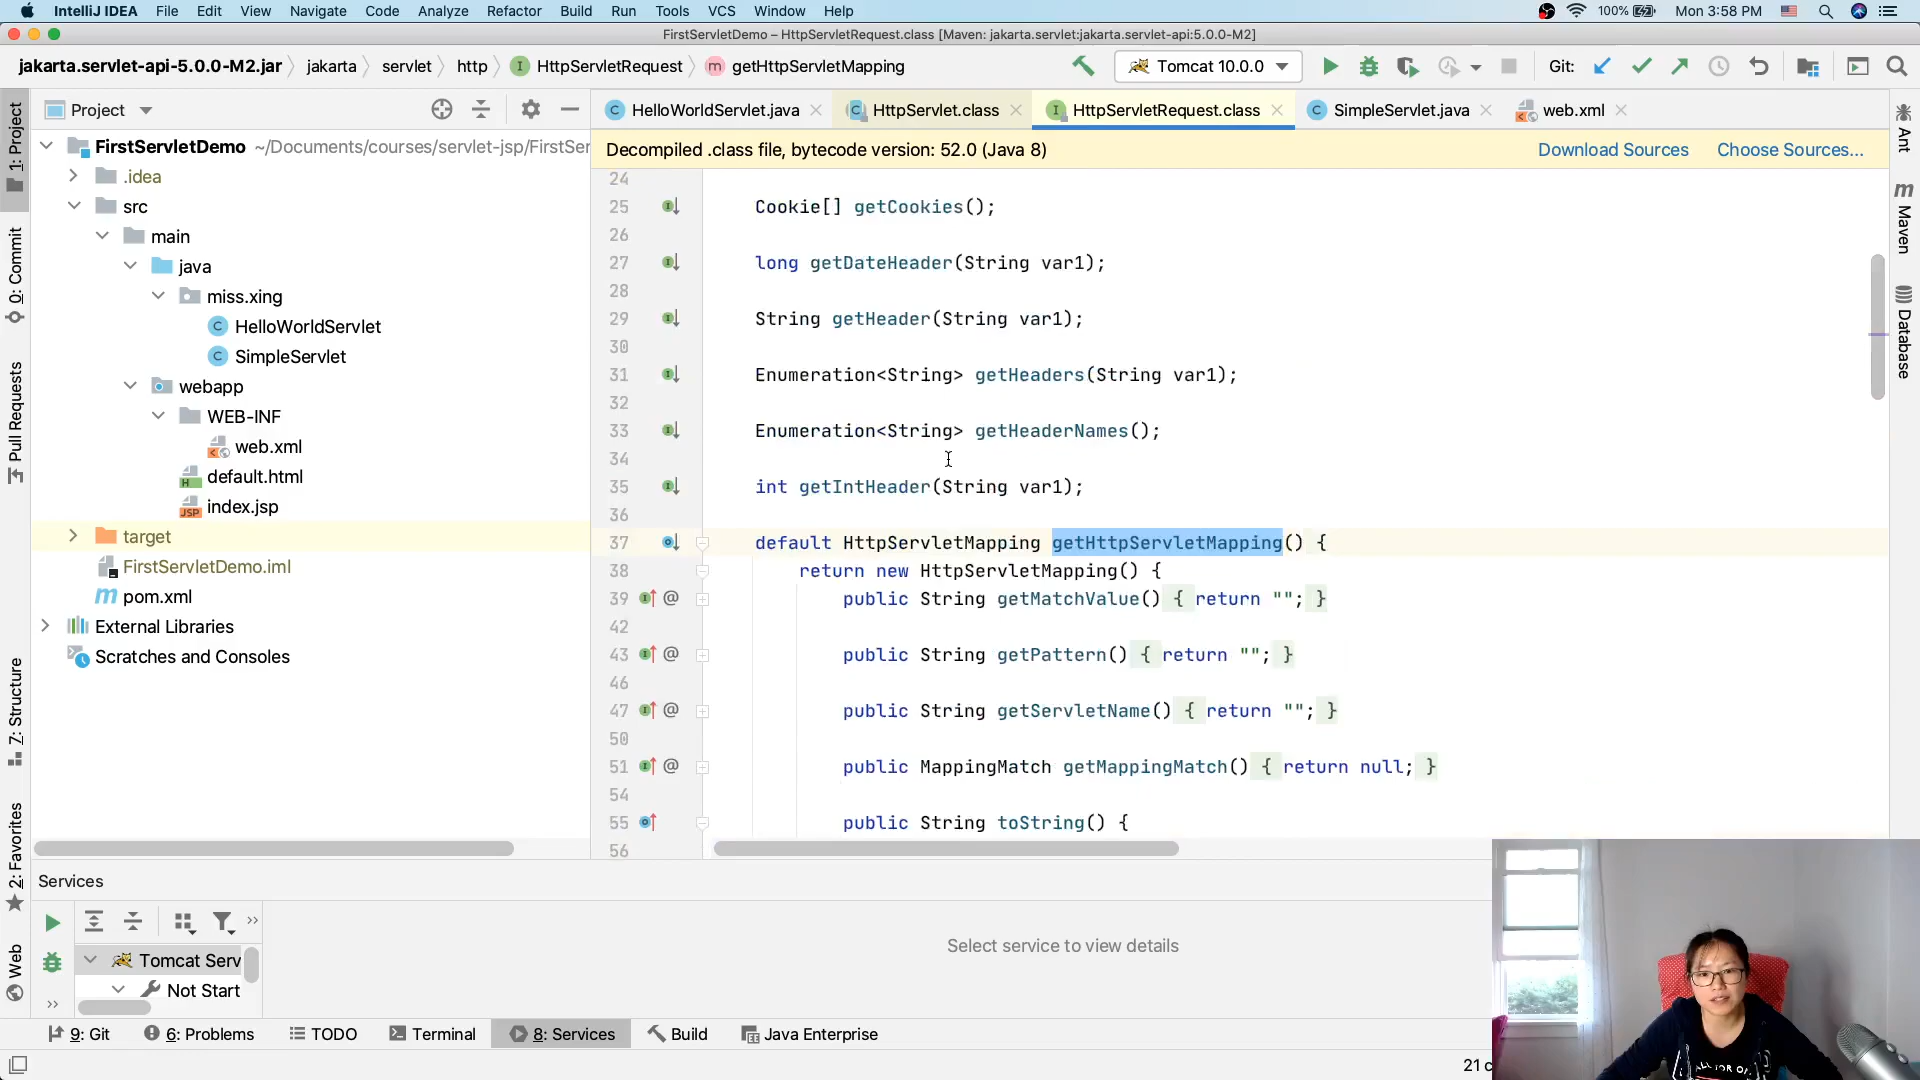 IntelliJ IDEA File Edit View Navigate Code Analyze Refactor Build Run Tools VCS Window Help 100% Mon 3:58 PM
FirstServletDemo – HttpServletRequest.class [Maven: jakarta.servlet:jakarta.servlet-api:5.0.0-M2]
jakarta.servlet-api-5.0.0-M2.jar jakarta servlet http I HttpServletRequest m getHttpServletMapping Tomcat 10.0.0 Git:
Project
C HelloWorldServlet.java C HttpServlet.class I HttpServletRequest.class C SimpleServlet.java web.xml
Decompiled .class file, bytecode version: 52.0 (Java 8) Download Sources Choose Sources...
1: Project
0: Commit
Pull Requests
7: Structure
2: Favorites
Web
FirstServletDemo ~/Documents/courses/servlet-jsp/FirstSer
.idea
src
main
java
miss.xing
C HelloWorldServlet
C SimpleServlet
webapp
WEB-INF
web.xml
H default.html
JSP index.jsp
target
FirstServletDemo.iml
m pom.xml
External Libraries
Scratches and Consoles
24
25 Cookie[] getCookies();
26
27 long getDateHeader(String var1);
28
29 String getHeader(String var1);
30
31 Enumeration<String> getHeaders(String var1);
32
33 Enumeration<String> getHeaderNames();
34
35 int getIntHeader(String var1);
36
37 default HttpServletMapping getHttpServletMapping() {
38 return new HttpServletMapping() {
39 @ public String getMatchValue() { return ""; }
42
43 @ public String getPattern() { return ""; }
46
47 @ public String getServletName() { return ""; }
50
51 @ public MappingMatch getMappingMatch() { return null; }
54
55 public String toString() {
56
Ant
m Maven
Database
Services
Tomcat Serv
Not Start
Select service to view details
9: Git 6: Problems TODO Terminal 8: Services Build Java Enterprise
21 c